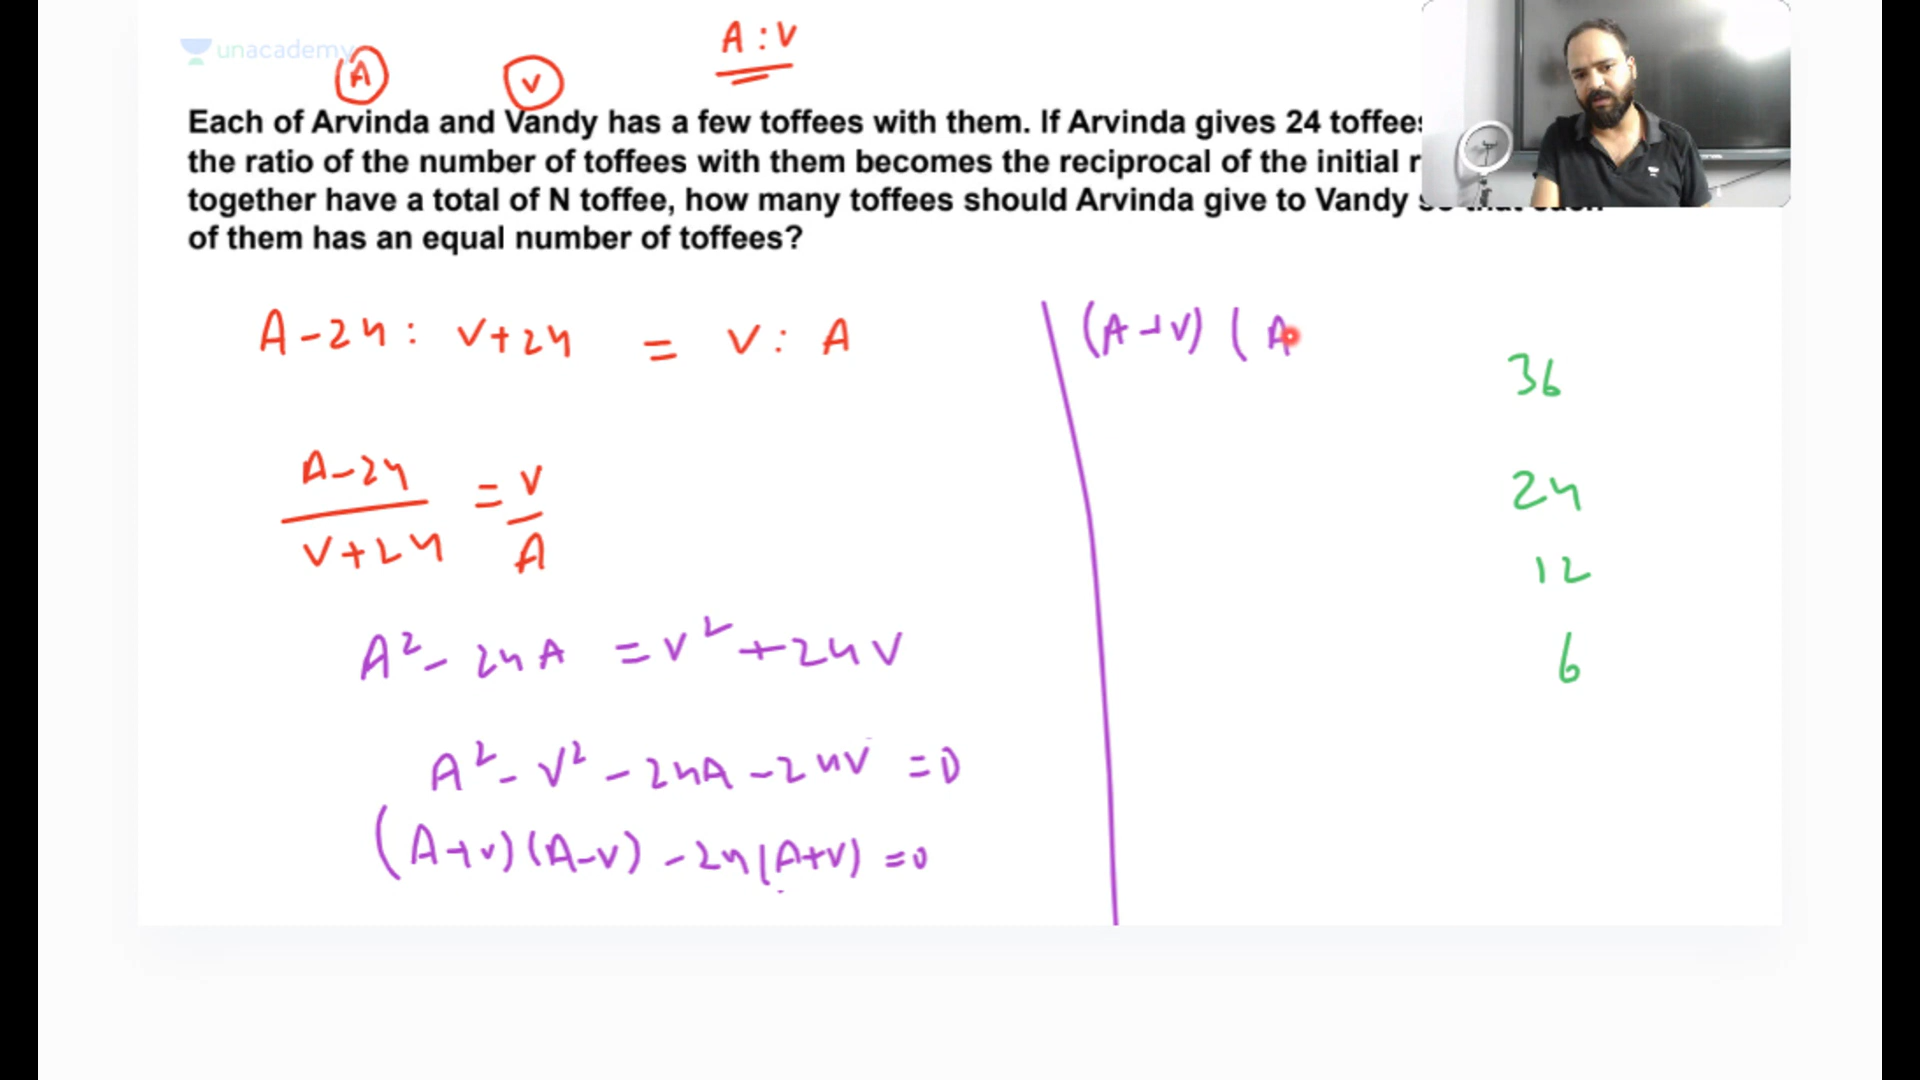 A : V
unacademy
A
V
Each of Arvinda and Vandy has a few toffees with them. If Arvinda gives 24 toffees
the ratio of the number of toffees with them becomes the reciprocal of the initial r
together have a total of N toffee, how many toffees should Arvinda give to Vandy
of them has an equal number of toffees?
A-24 : V+24 = V : A
(A+V) (A
36
A-24
V+24
= V
A
24
12
A² - 24A = V² + 24V
6
A² - V² - 24A - 24V = 0
(A+V)(A-V) - 24(A+V) = 0